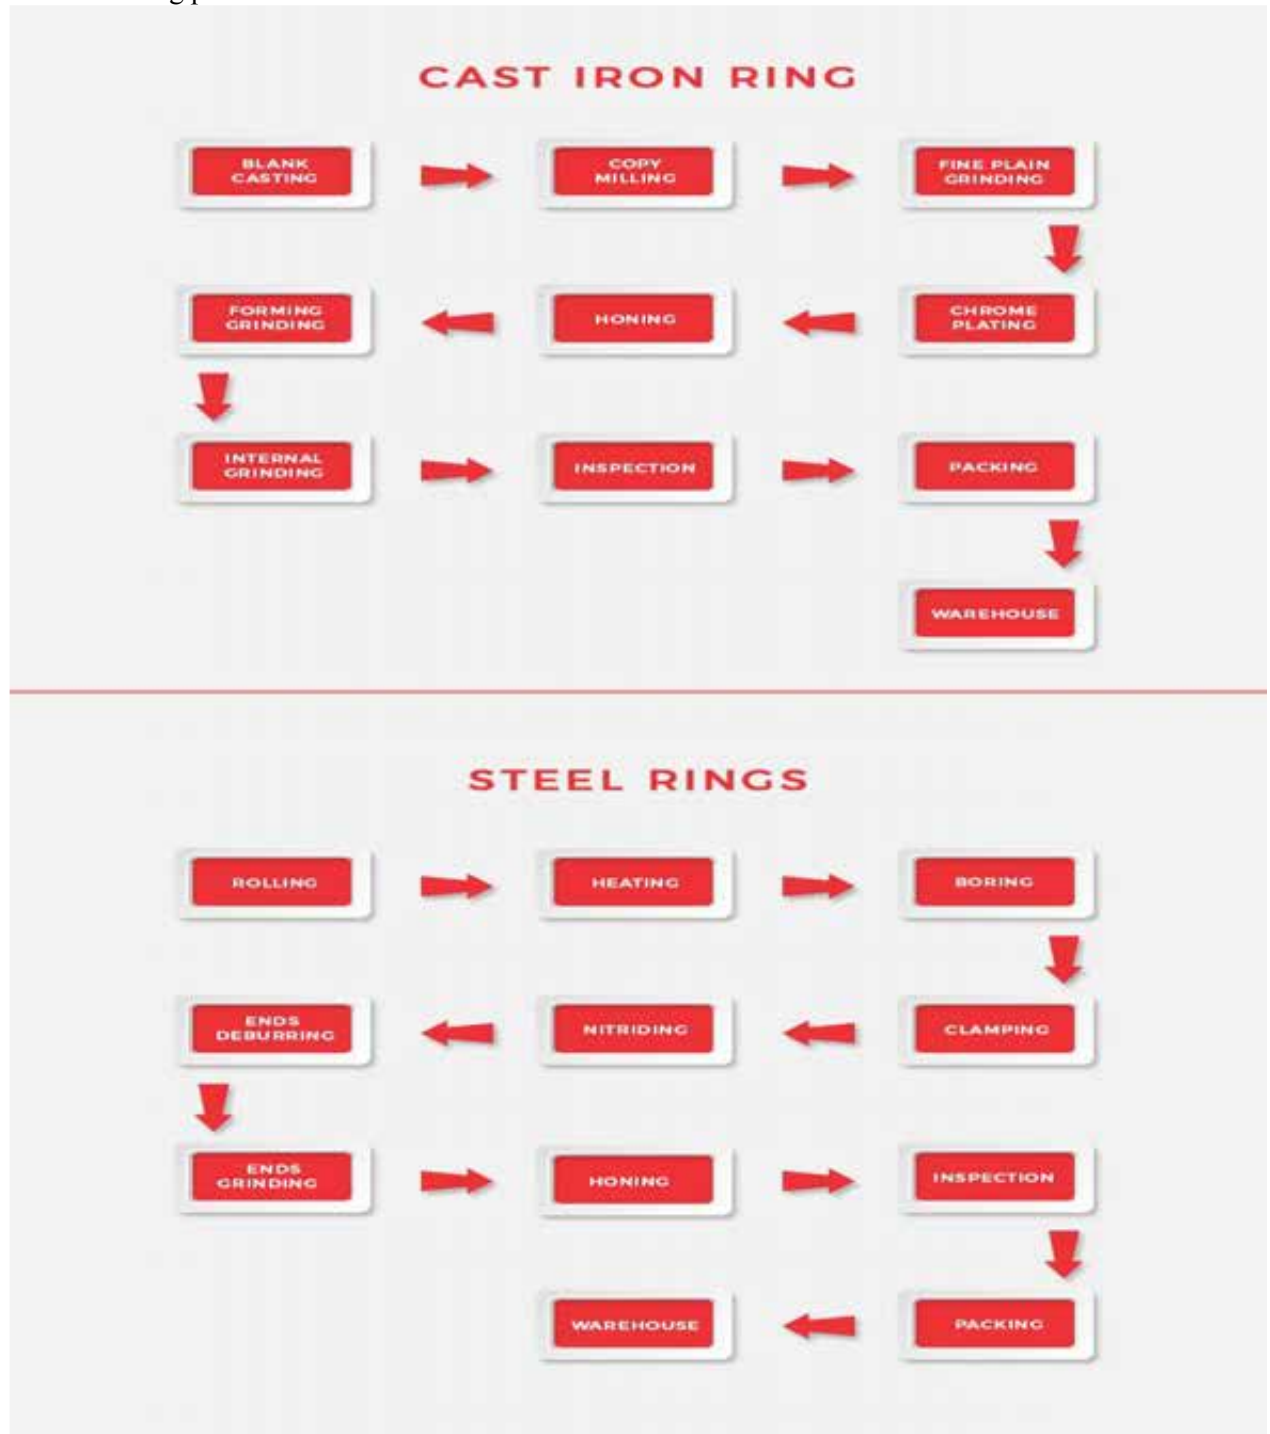 CAST IRON RING
BLANK
CASTING
COPY
MILLING
FINE PLAIN
GRINDING
CHROME
PLATING
HONING
FORMING
GRINDING
INTERNAL
GRINDING
INSPECTION
PACKING
WAREHOUSE
STEEL RINGS
ROLLING
HEATING
BORING
CLAMPING
NITRIDING
ENDS
DEBURRING
ENDS
GRINDING
HONING
INSPECTION
PACKING
WAREHOUSE